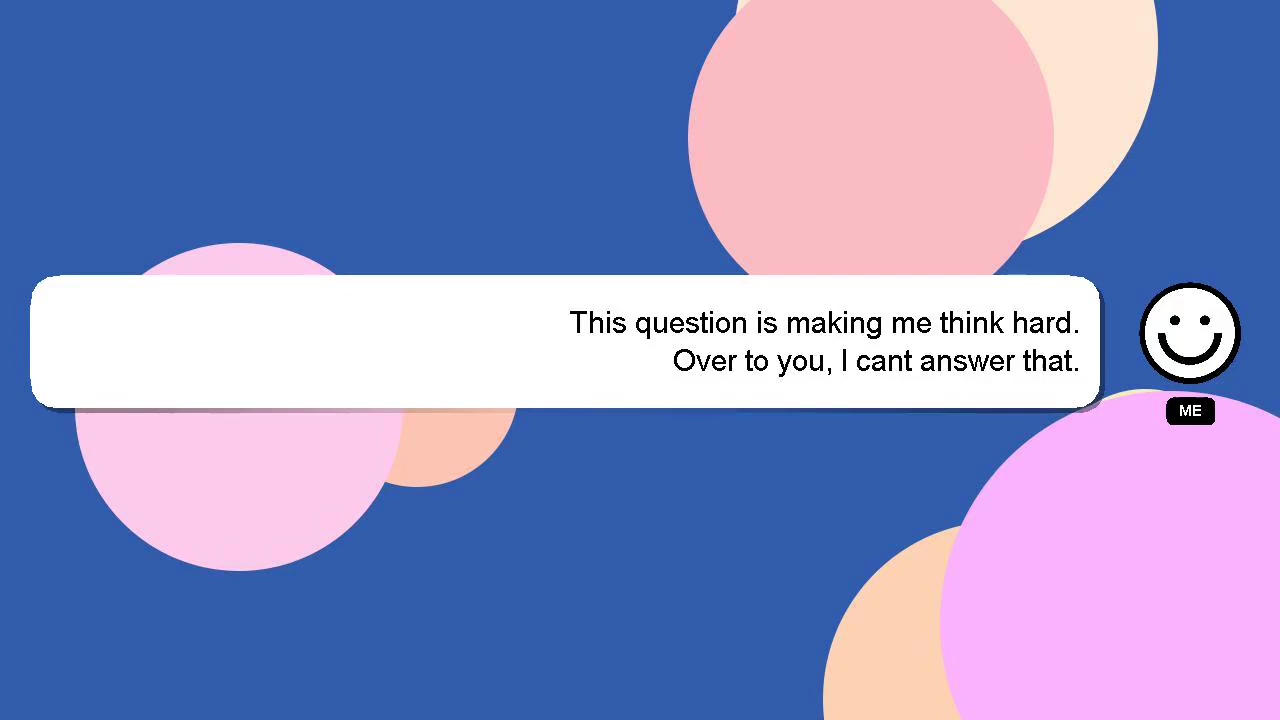 This question is making me think hard.
Over to you, I cant answer that.
ME